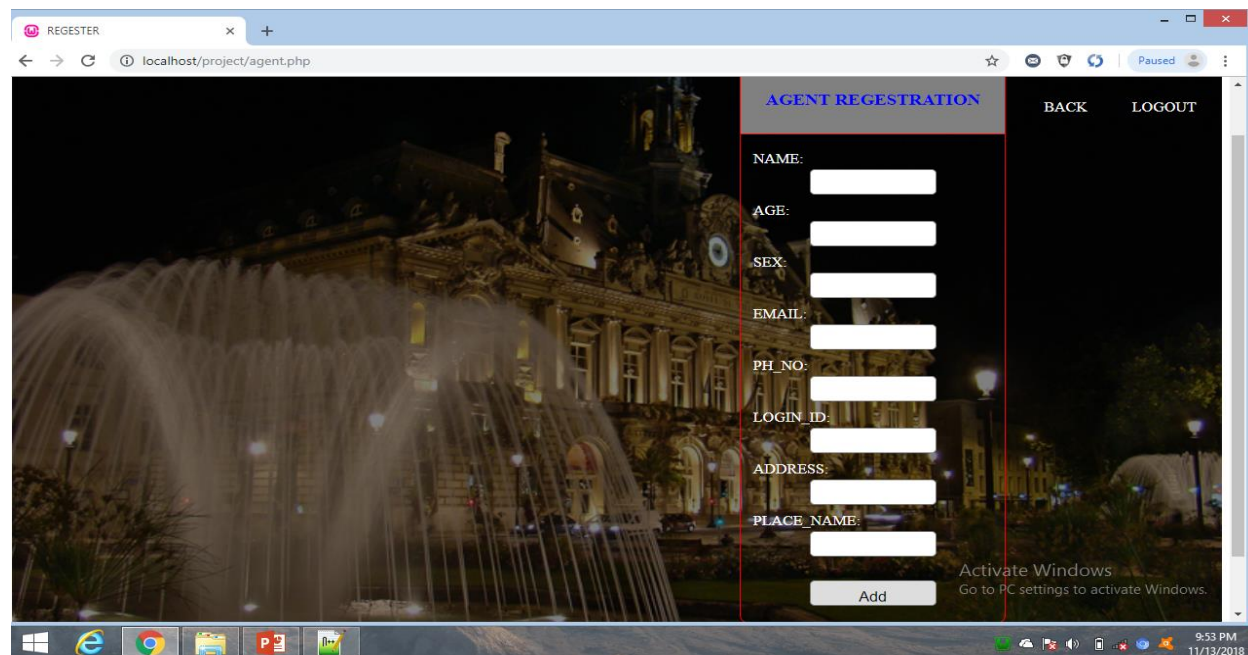 REGESTER
localhost/project/agent.php
Paused
AGENT REGESTRATION
BACK LOGOUT
NAME:
AGE:
SEX:
EMAIL:
PH_NO:
LOGIN_ID:
ADDRESS:
PLACE_NAME:
Add
Activate Windows
Go to PC settings to activate Windows.
9:53 PM
11/13/2018